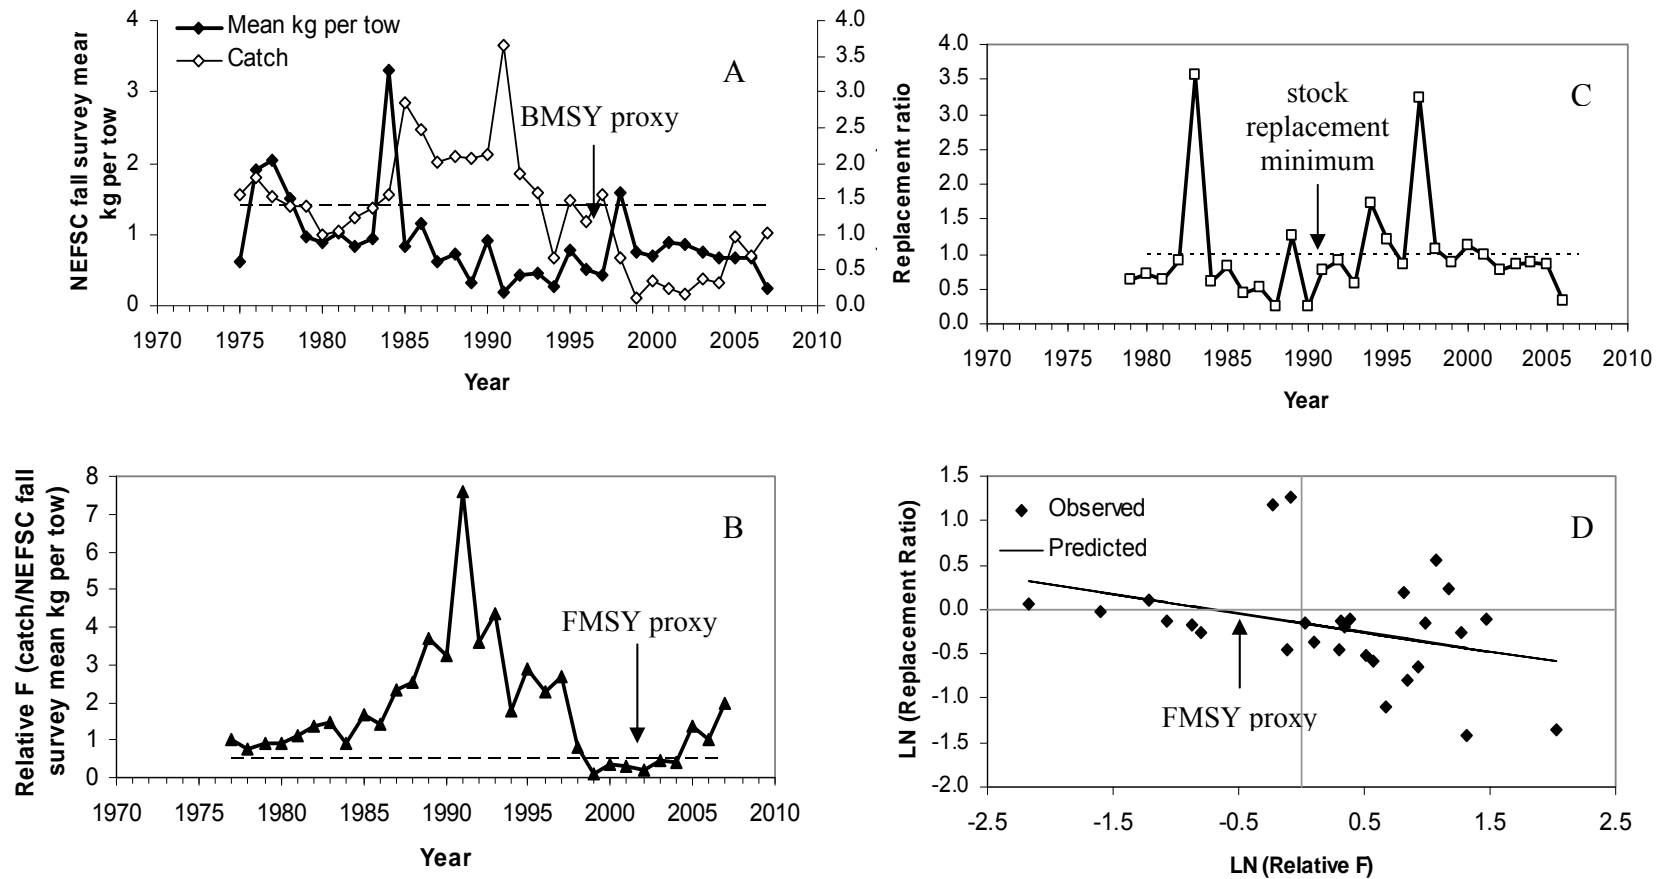 NEFSC fall survey mear
kg per tow
4
3
2
1
0
4.0
3.5
3.0
2.5
2.0
1.5
1.0
0.5
0.0
Mean kg per tow
Catch
A
BMSY proxy
1970 1975 1980 1985 1990 1995 2000 2005 2010
Year
Replacement ratio
4.0
3.5
3.0
2.5
2.0
1.5
1.0
0.5
0.0
C
stock
replacement
minimum
1970 1975 1980 1985 1990 1995 2000 2005 2010
Year
Relative F (catch/NEFSC fall
survey mean kg per tow)
8
7
6
5
4
3
2
1
0
B
FMSY proxy
1970 1975 1980 1985 1990 1995 2000 2005 2010
Year
LN (Replacement Ratio)
1.5
1.0
0.5
0.0
-0.5
-1.0
-1.5
-2.0
Observed
Predicted
D
FMSY proxy
-2.5 -1.5 -0.5 0.5 1.5 2.5
LN (Relative F)